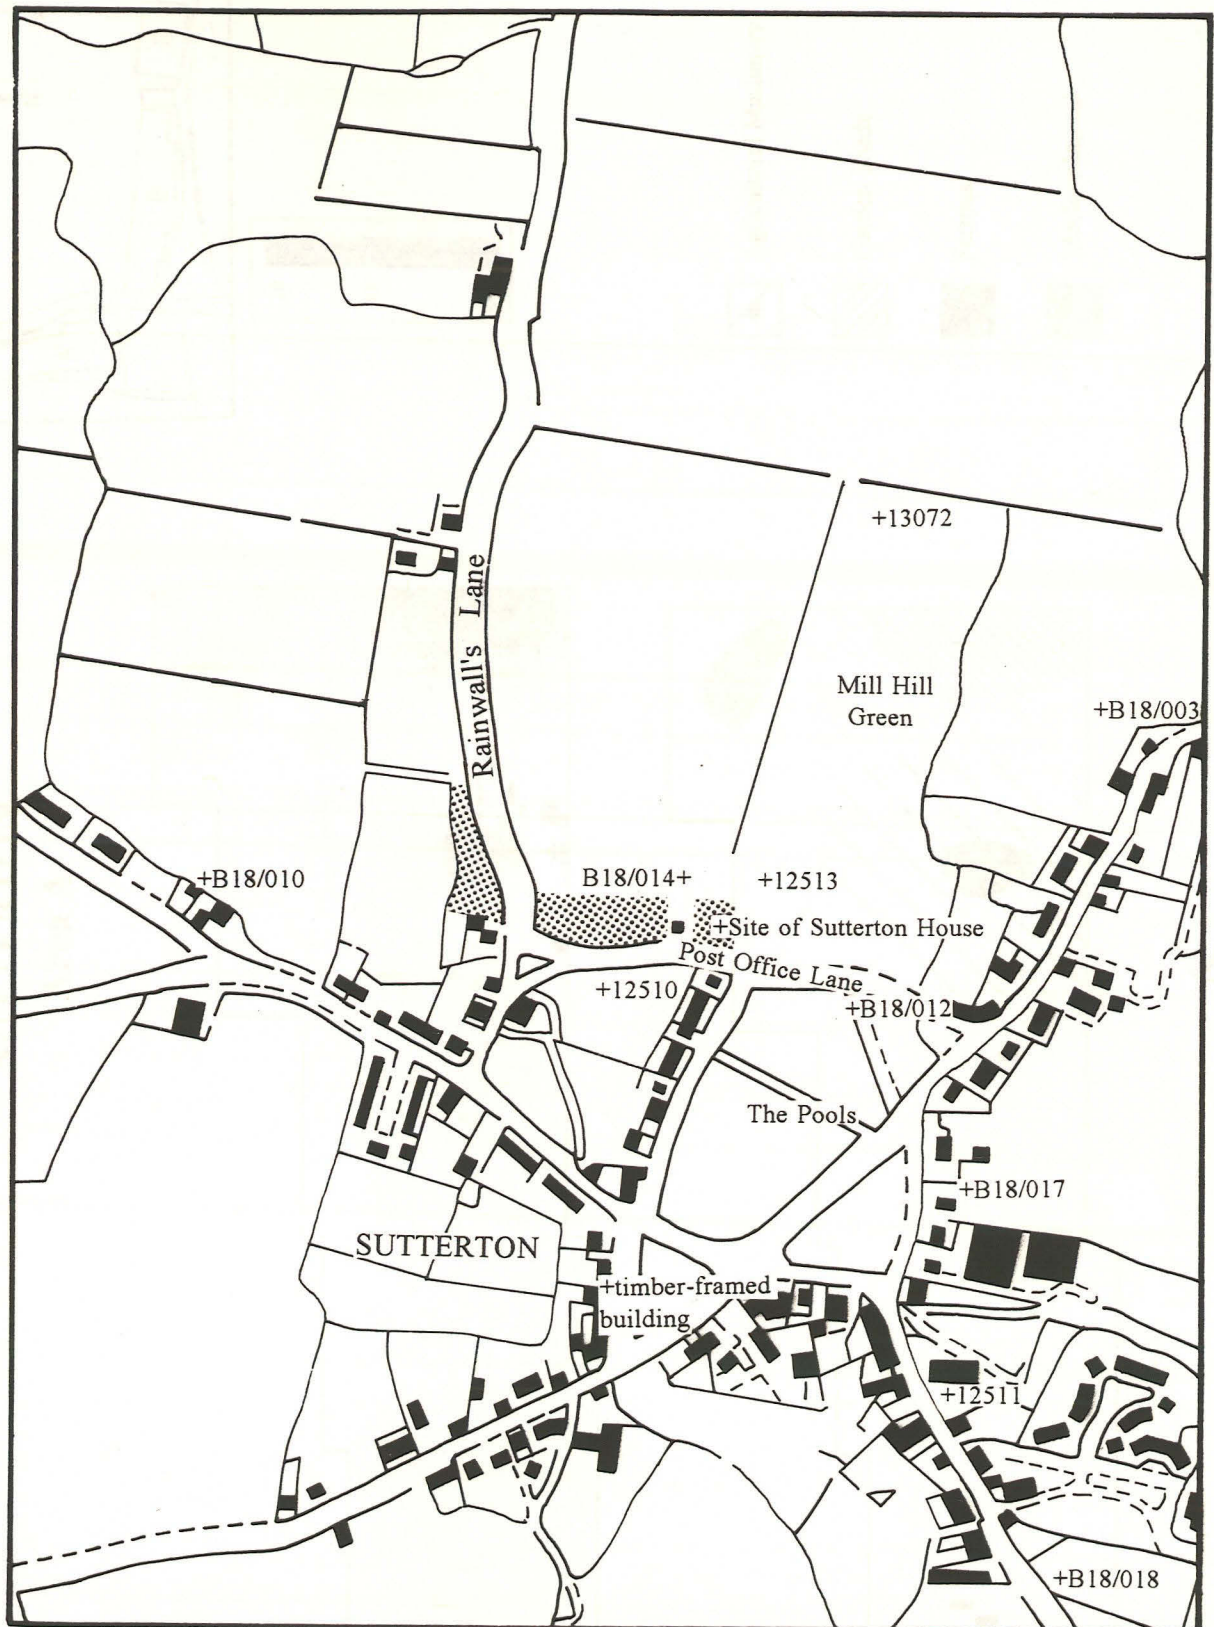 +13072
Rainwall's Lane
Mill Hill
Green
+B18/003
+B18/010
B18/014+
+12513
+Site of Sutterton House
Post Office Lane
+12510
+B18/012
The Pools
+B18/017
SUTTERTON
+timber-framed
building
+12511
+B18/018